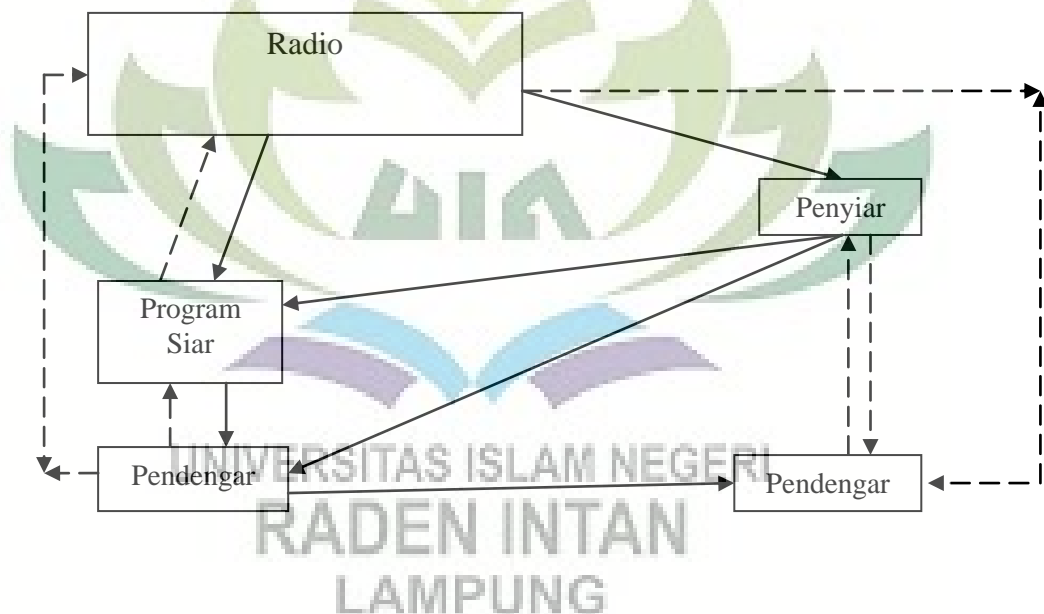 Radio
Penyiar
Program
Siar
Pendengar
Pendengar
UNIVERSITAS ISLAM NEGERI
RADEN INTAN
LAMPUNG